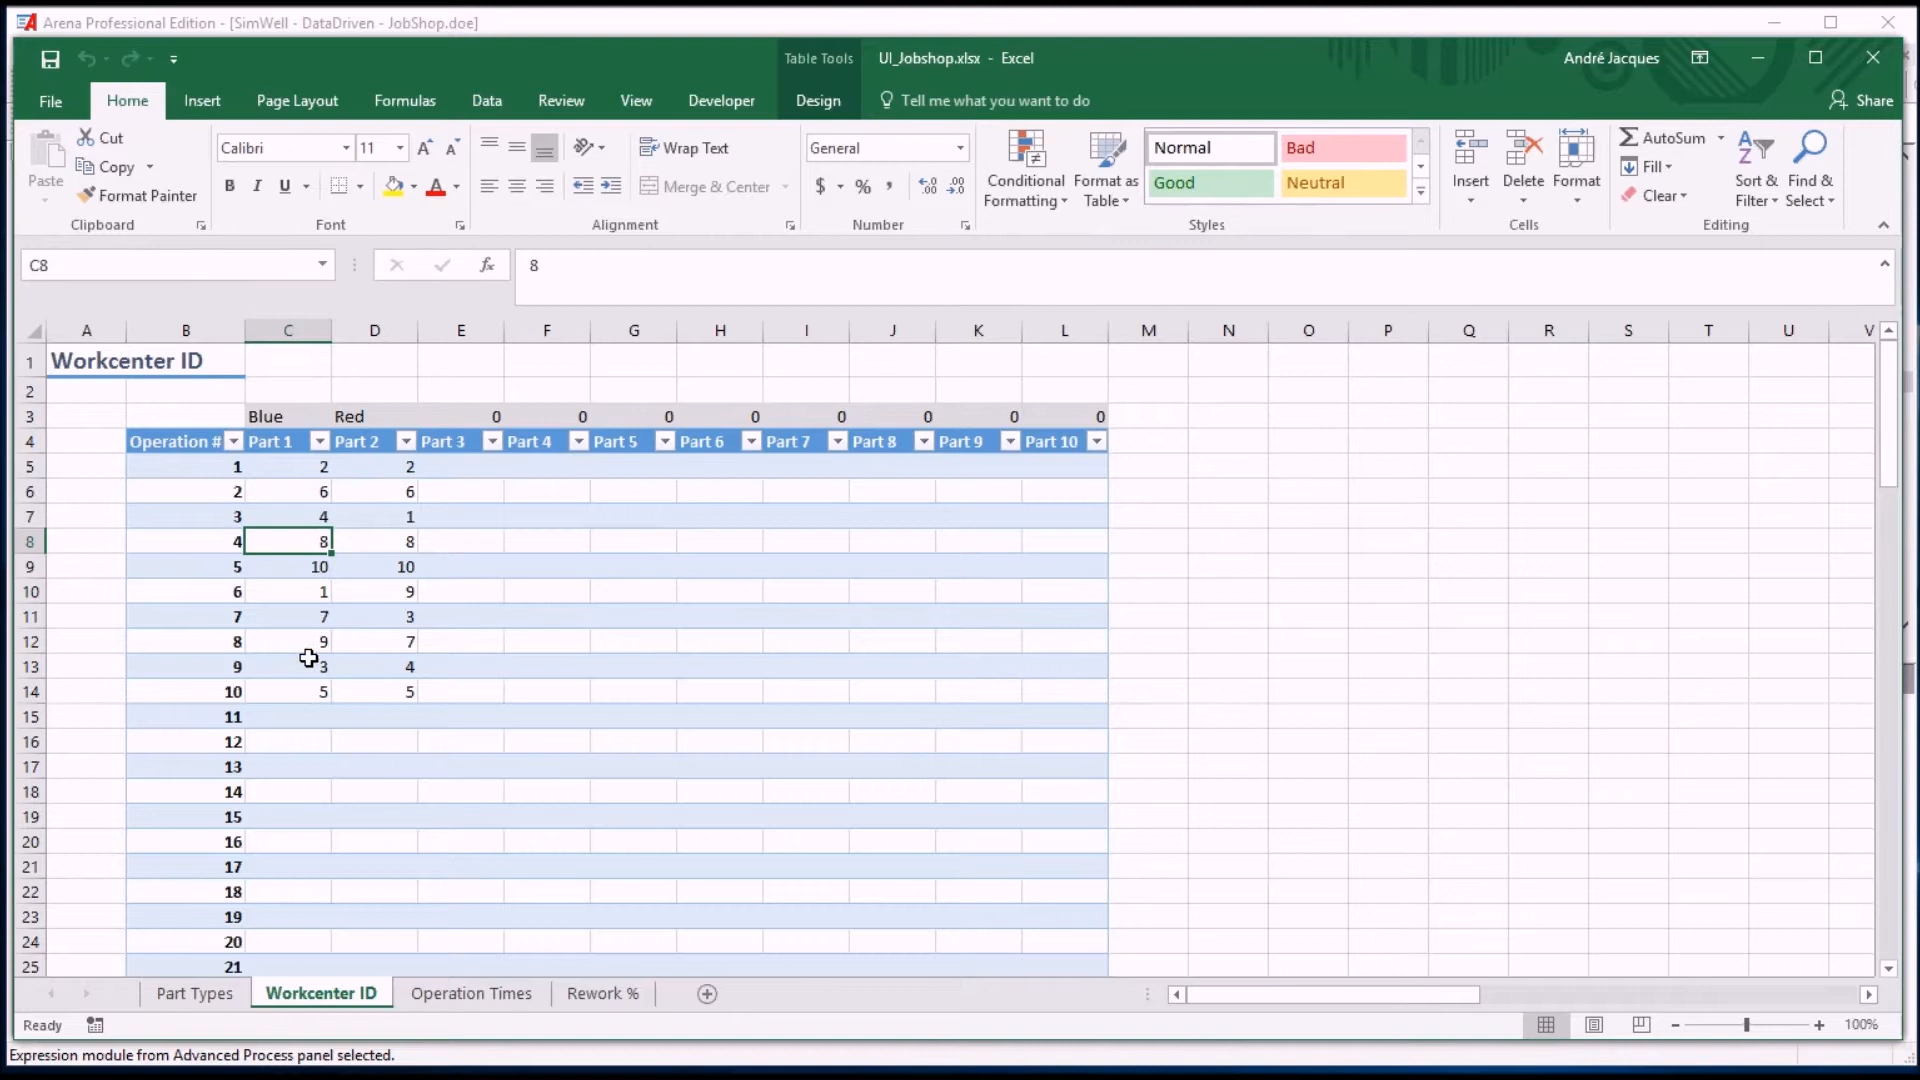 Arena Professional Edition - [SimWell - DataDriven - JobShop.doe]
Table Tools UI_Jobshop.xlsx - Excel André Jacques
File Home Insert Page Layout Formulas Data Review View Developer Design Tell me what you want to do Share
Paste Cut Copy Format Painter Clipboard
Calibri 11 B I U A Font
Wrap Text Merge & Center Alignment
General $ % , Number
Conditional Formatting Format as Table Normal Bad Good Neutral Styles
Insert Delete Format Cells
AutoSum Fill Clear Sort & Filter Find & Select Editing
C8 fx 8
A B C D E F G H I J K L M N O P Q R S T U V
1 Workcenter ID
2
3 Blue Red 0 0 0 0 0 0 0 0
4 Operation # Part 1 Part 2 Part 3 Part 4 Part 5 Part 6 Part 7 Part 8 Part 9 Part 10
5 1 2 2
6 2 6 6
7 3 4 1
8 4 8 8
9 5 10 10
10 6 1 9
11 7 7 3
12 8 9 7
13 9 3 4
14 10 5 5
15 11
16 12
17 13
18 14
19 15
20 16
21 17
22 18
23 19
24 20
25 21
Part Types Workcenter ID Operation Times Rework %
Ready 100%
Expression module from Advanced Process panel selected.